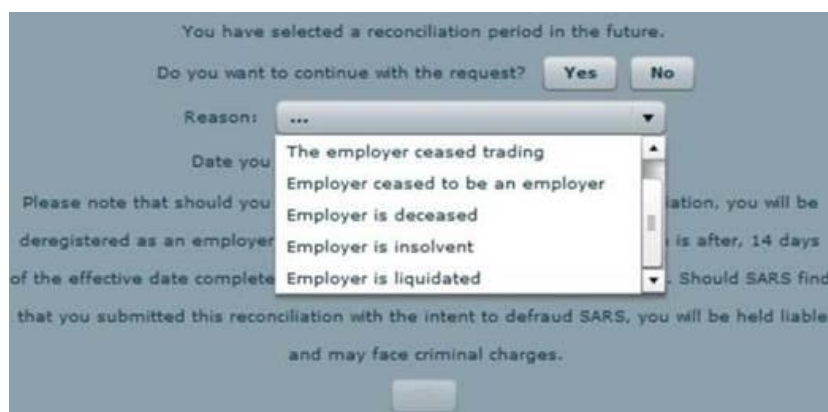 You have selected a reconciliation period in the future.
Do you want to continue with the request? Yes No
Reason: ...
The employer ceased trading
Date you
Employer ceased to be an employer
Please note that should you iation, you will be
Employer is deceased
deregistered as an employer is after, 14 days
Employer is insolvent
of the effective date complete . Should SARS find
Employer is liquidated
that you submitted this reconciliation with the intent to defraud SARS, you will be held liable
and may face criminal charges.